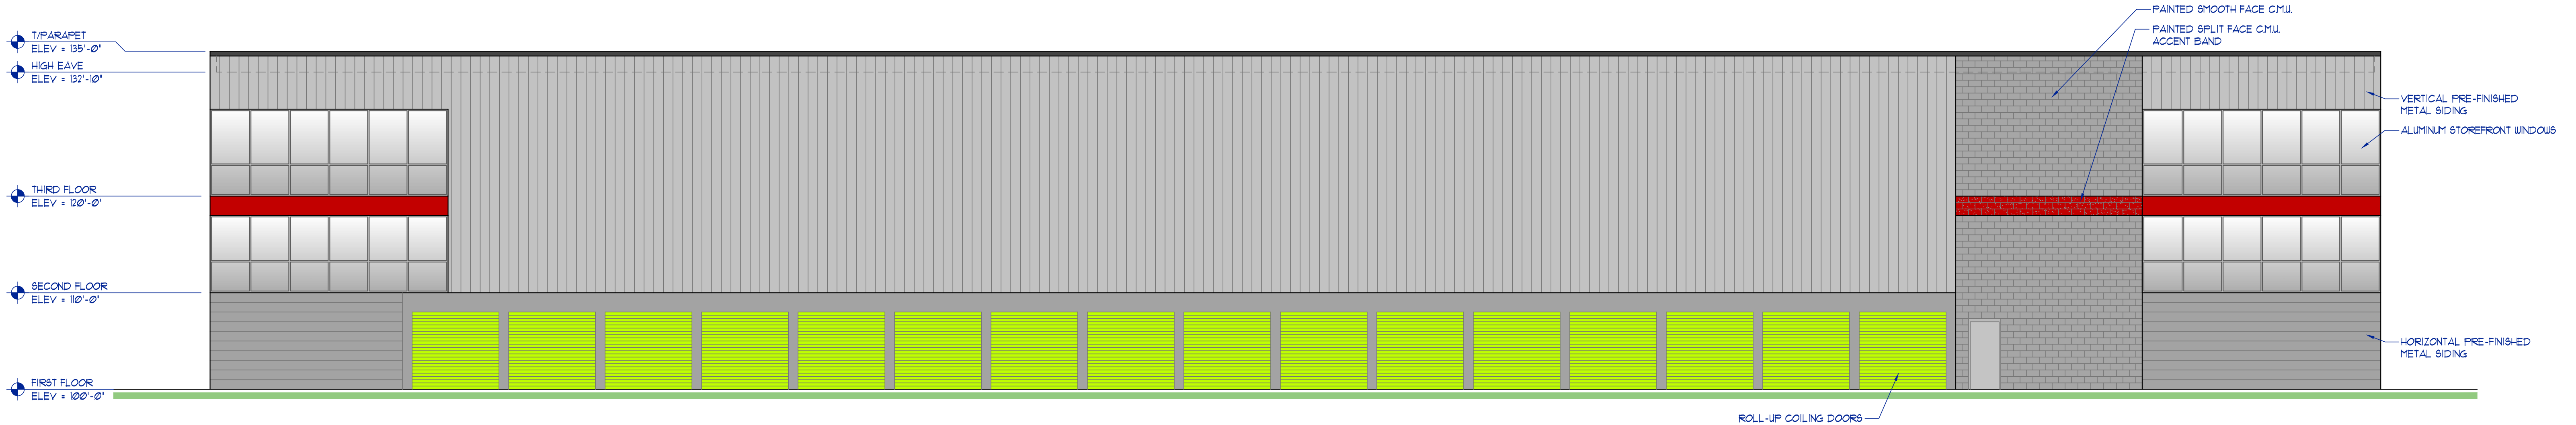 T/PARAPET
ELEV = 135'-0"
HIGH EAVE
ELEV = 132'-10"
THIRD FLOOR
ELEV = 120'-0"
SECOND FLOOR
ELEV = 110'-0"
FIRST FLOOR
ELEV = 100'-0"
PAINTED SMOOTH FACE C.M.U.
PAINTED SPLIT FACE C.M.U.
ACCENT BAND
VERTICAL PRE-FINISHED
METAL SIDING
ALUMINUM STOREFRONT WINDOWS
HORIZONTAL PRE-FINISHED
METAL SIDING
ROLL-UP COILING DOORS